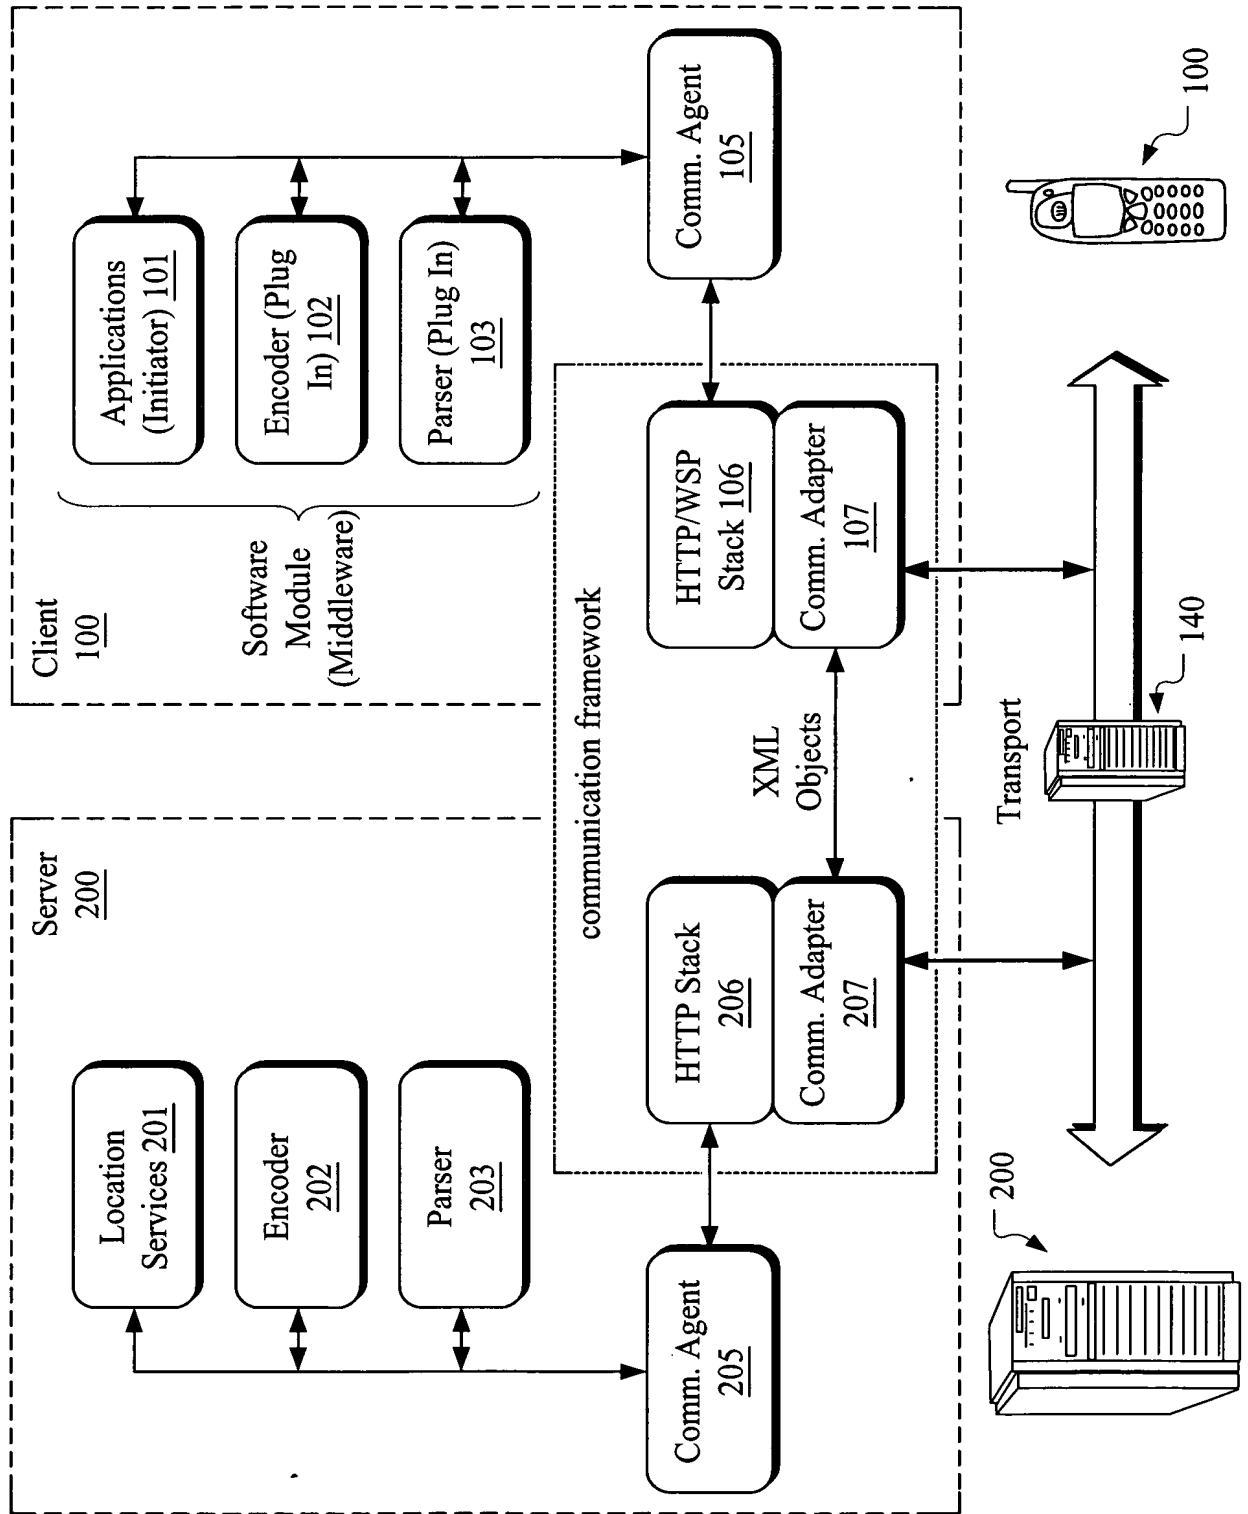 Server
200
Location
Services 201
Encoder
202
Parser
203
Comm. Agent
205
Client
100
Software
Module
(Middleware)
Applications
(Initiator) 101
Encoder (Plug
In) 102
Parser (Plug In)
103
Comm. Agent
105
communication framework
HTTP Stack
206
Comm. Adapter
207
XML
Objects
HTTP/WSP
Stack 106
Comm. Adapter
107
200
Transport
140
100